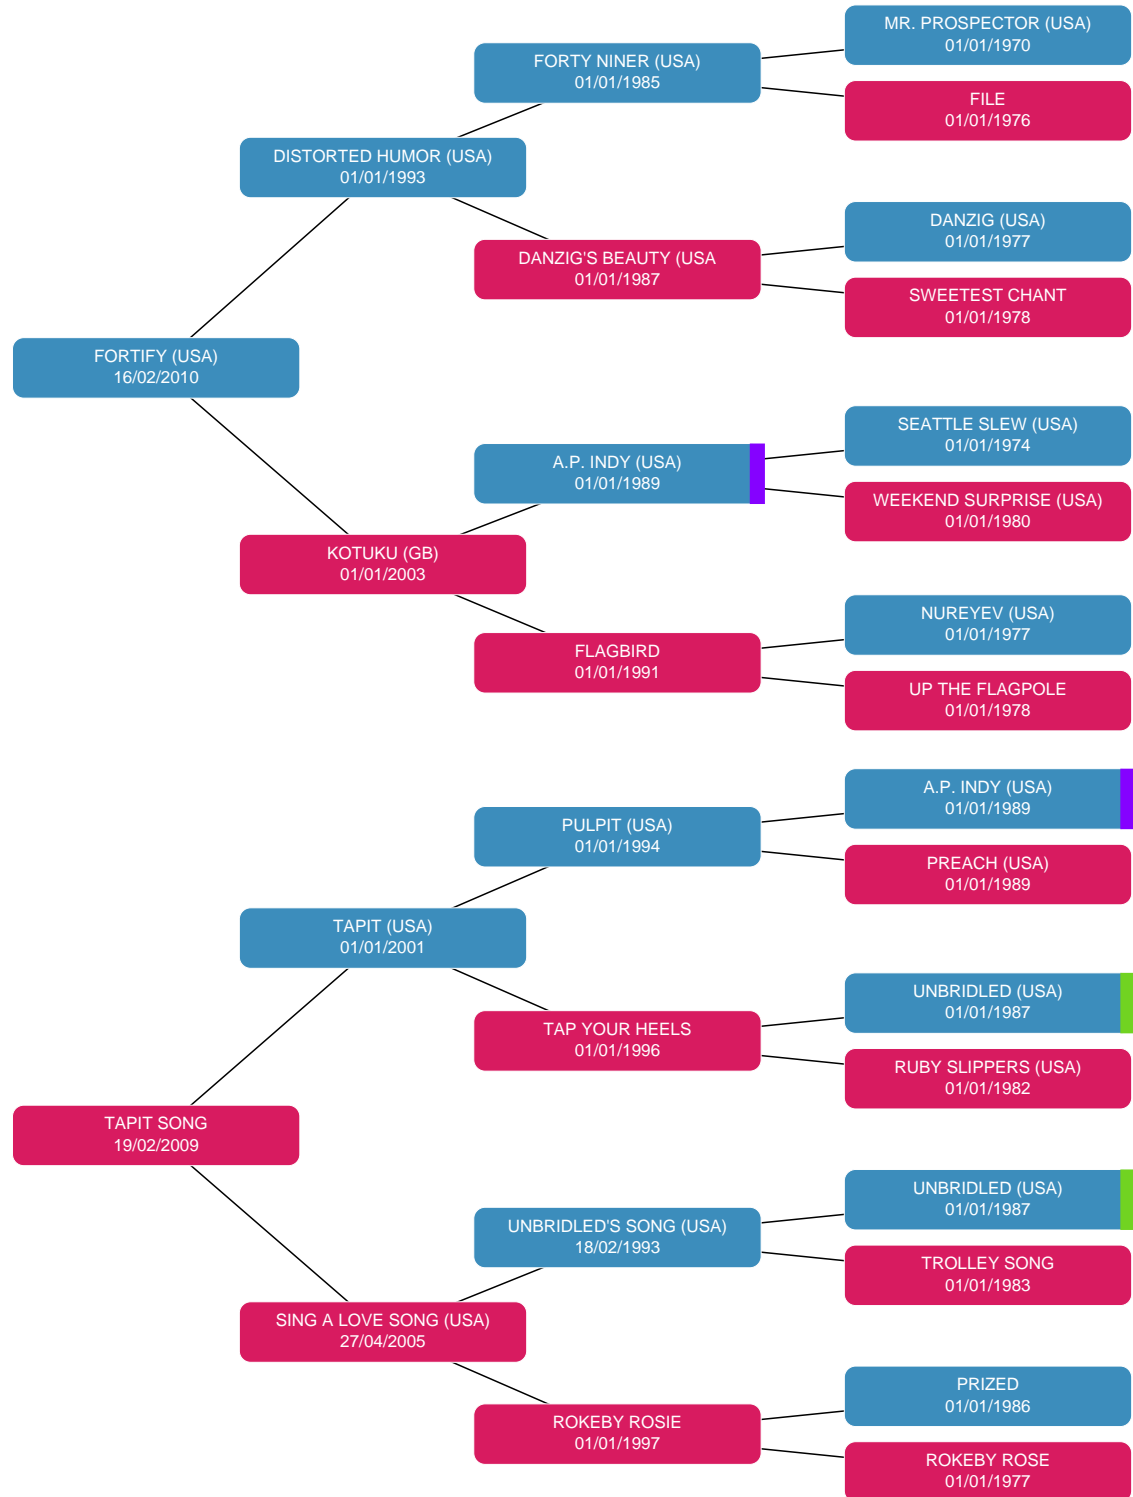 MR. PROSPECTOR (USA)
01/01/1970
FORTY NINER (USA)
01/01/1985
FILE
01/01/1976
DISTORTED HUMOR (USA)
01/01/1993
DANZIG (USA)
01/01/1977
DANZIG'S BEAUTY (USA
01/01/1987
SWEETEST CHANT
01/01/1978
FORTIFY (USA)
16/02/2010
SEATTLE SLEW (USA)
01/01/1974
A.P. INDY (USA)
01/01/1989
WEEKEND SURPRISE (USA)
01/01/1980
KOTUKU (GB)
01/01/2003
NUREYEV (USA)
01/01/1977
FLAGBIRD
01/01/1991
UP THE FLAGPOLE
01/01/1978
A.P. INDY (USA)
01/01/1989
PULPIT (USA)
01/01/1994
PREACH (USA)
01/01/1989
TAPIT (USA)
01/01/2001
UNBRIDLED (USA)
01/01/1987
TAP YOUR HEELS
01/01/1996
RUBY SLIPPERS (USA)
01/01/1982
TAPIT SONG
19/02/2009
UNBRIDLED (USA)
01/01/1987
UNBRIDLED'S SONG (USA)
18/02/1993
TROLLEY SONG
01/01/1983
SING A LOVE SONG (USA)
27/04/2005
PRIZED
01/01/1986
ROKEBY ROSIE
01/01/1997
ROKEBY ROSE
01/01/1977